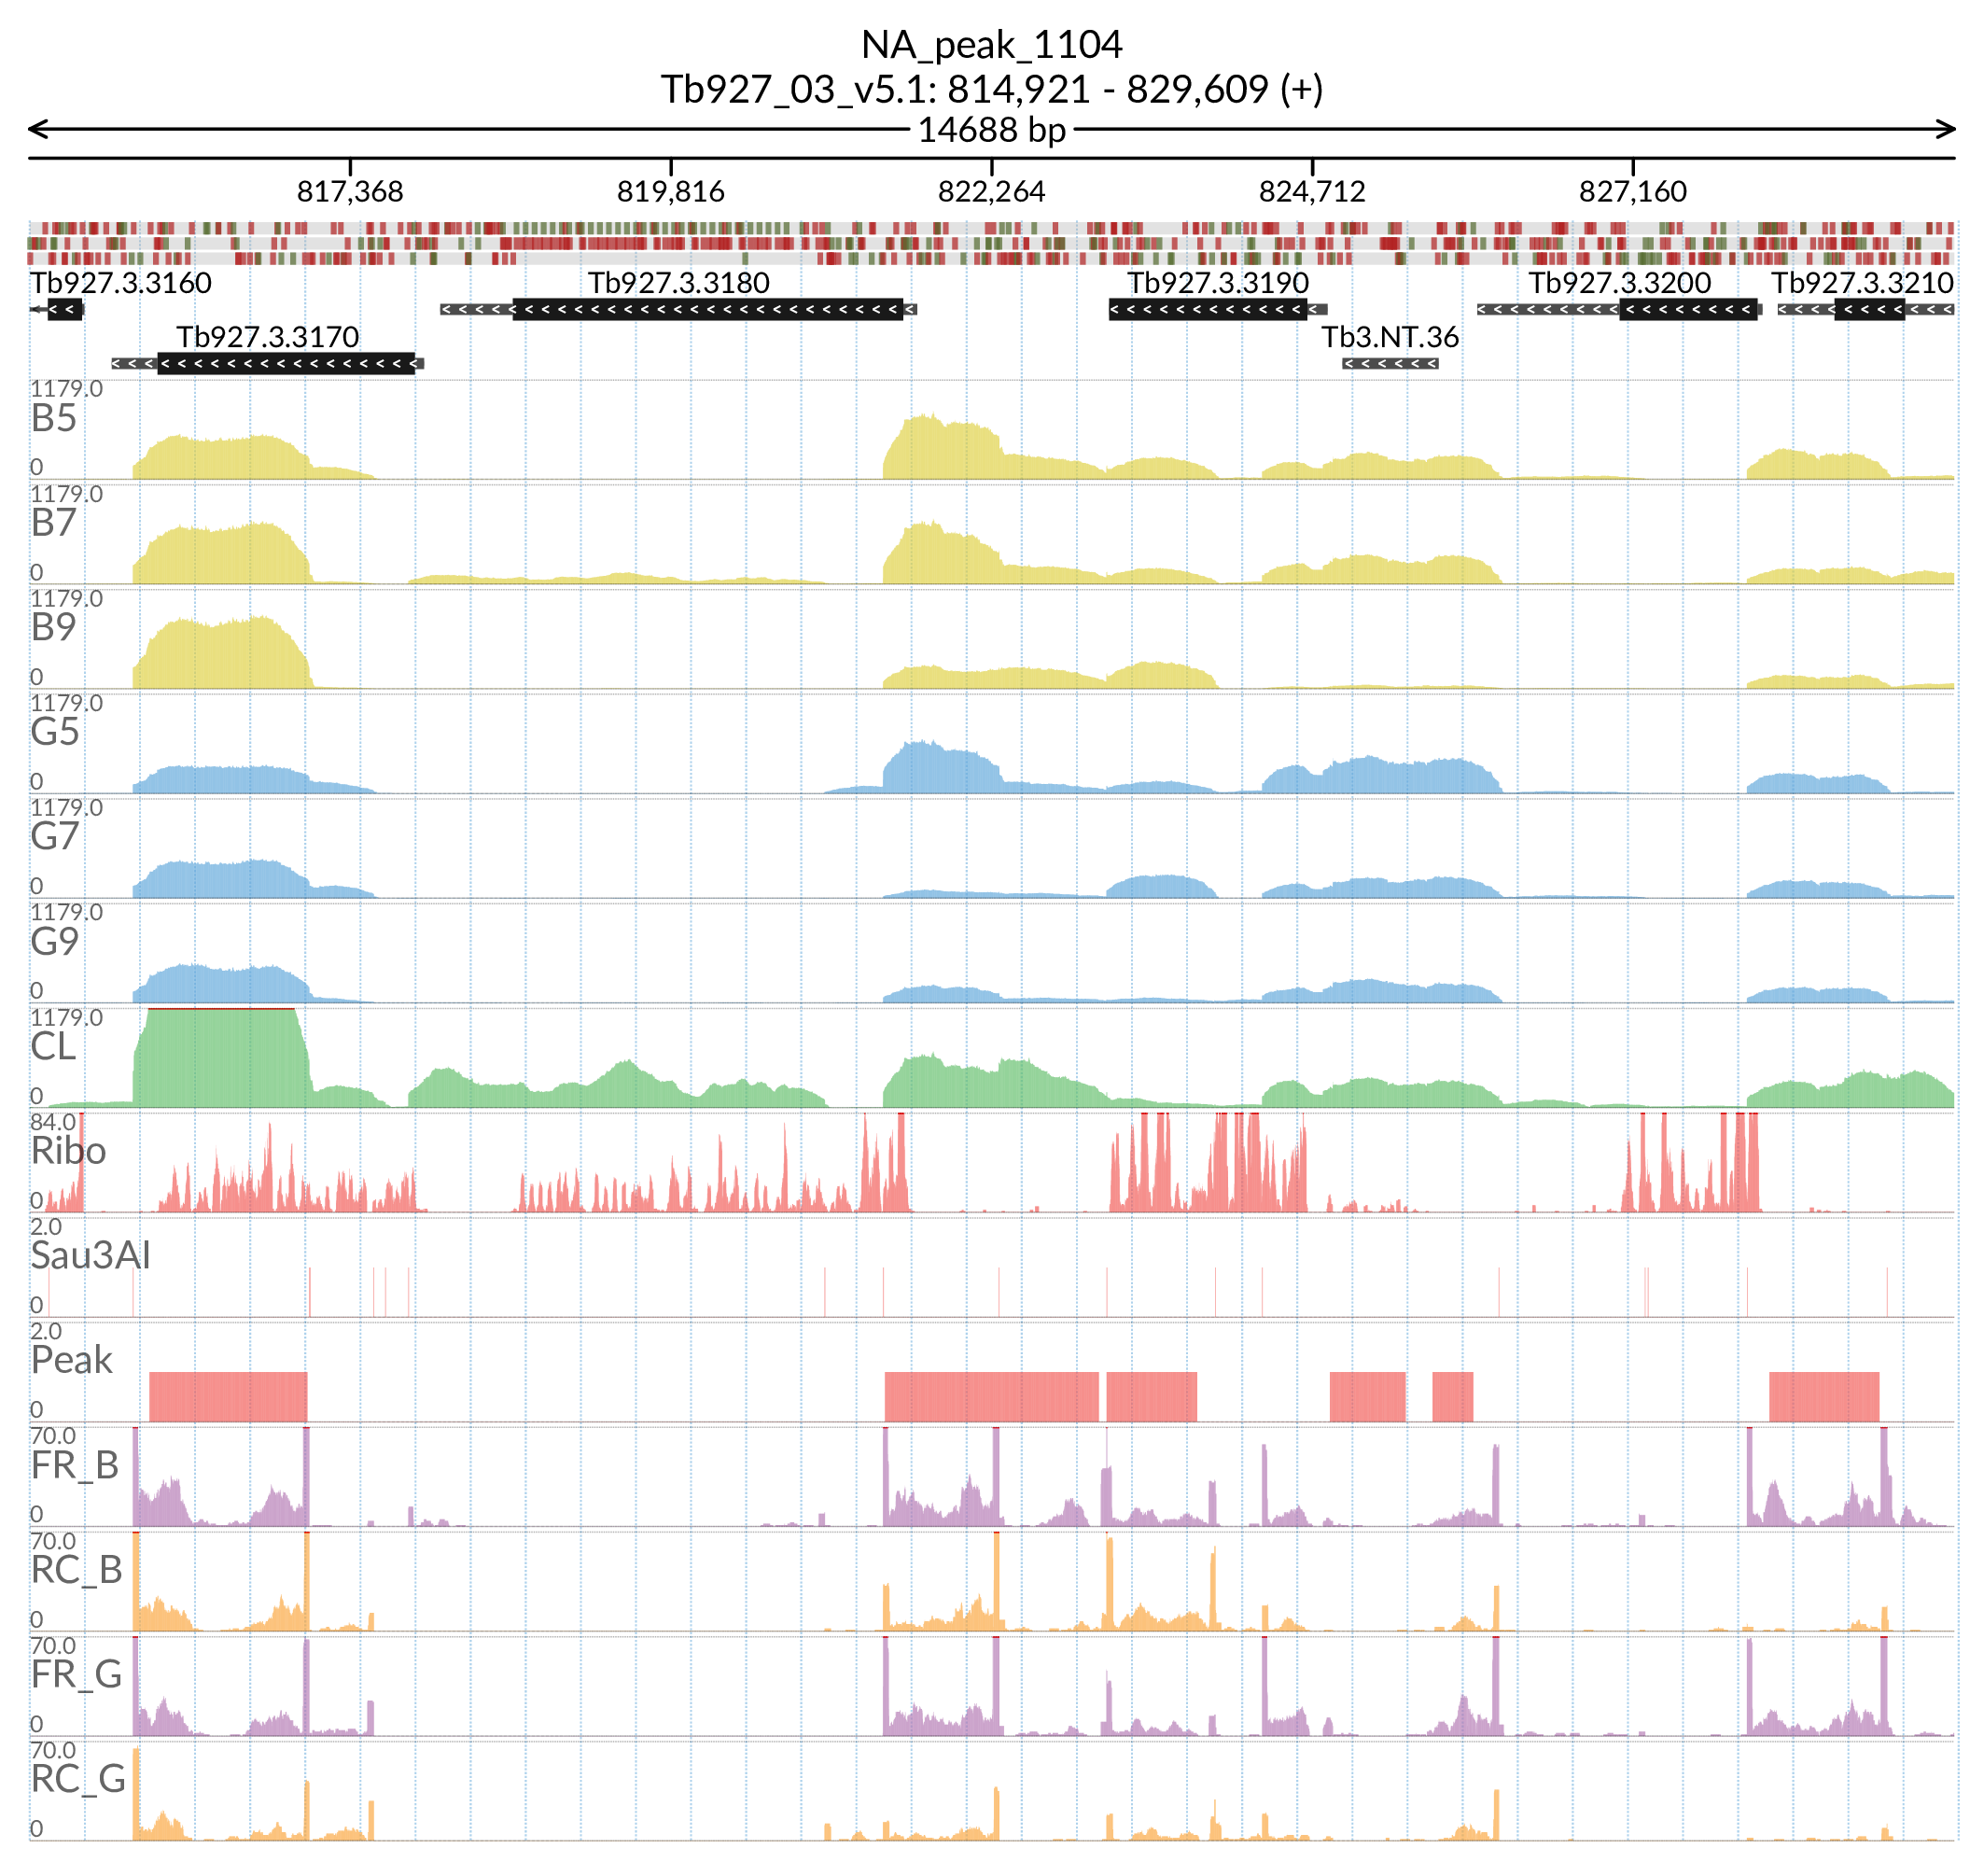 NA_peak_1104
Tb927_03_v5.1: 814,921 - 829,609 (+)
14688 bp
817,368 819,816 822,264 824,712 827,160
Tb927.3.3160 Tb927.3.3180 Tb927.3.3190 Tb927.3.3200 Tb927.3.3210
Tb927.3.3170 Tb3.NT.36
1179.0
B5
0
1179.0
B7
0
1179.0
B9
0
1179.0
G5
0
1179.0
G7
0
1179.0
G9
0
1179.0
CL
0
84.0
Ribo
0
2.0
Sau3AI
0
2.0
Peak
0
70.0
FR_B
0
70.0
RC_B
0
70.0
FR_G
0
70.0
RC_G
0